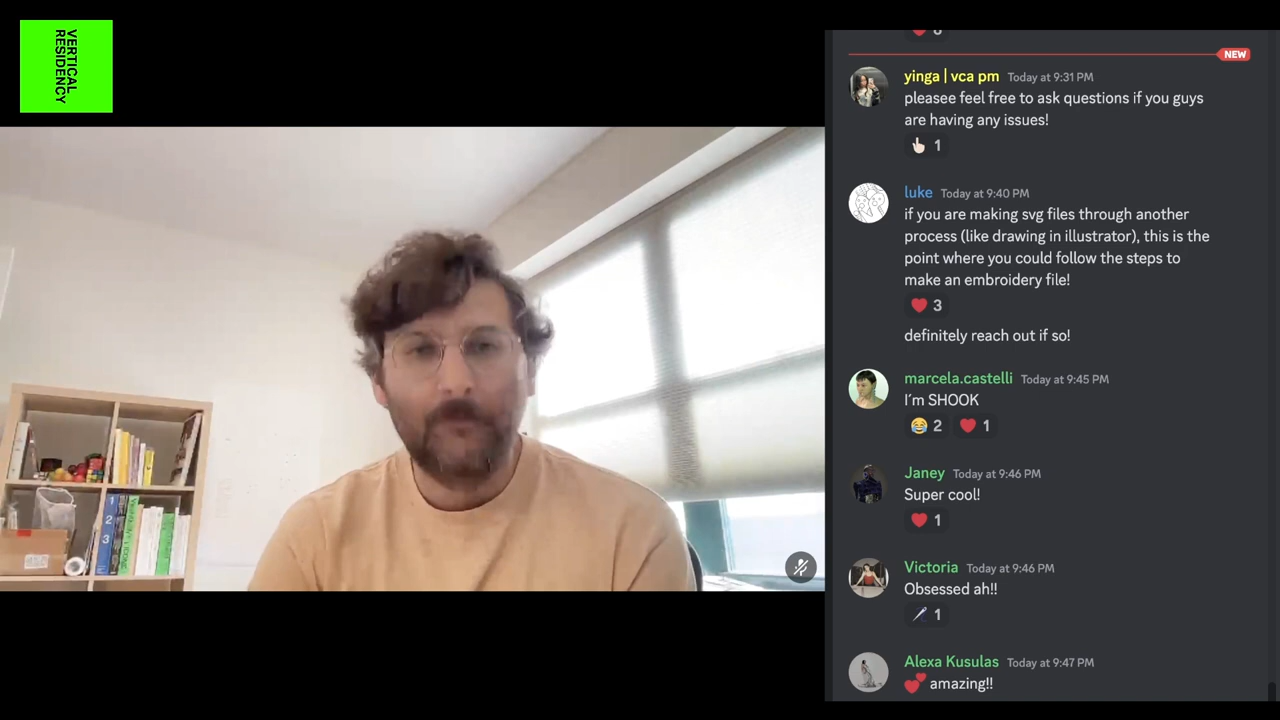 VERTICAL
RESIDENCY
NEW
yinga | vca pm Today at 9:31 PM
pleasee feel free to ask questions if you guys
are having any issues!
1
luke Today at 9:40 PM
if you are making svg files through another
process (like drawing in illustrator), this is the
point where you could follow the steps to
make an embroidery file!
3
definitely reach out if so!
marcela.castelli Today at 9:45 PM
I´m SHOOK
2 1
Janey Today at 9:46 PM
Super cool!
1
Victoria Today at 9:46 PM
Obsessed ah!!
1
Alexa Kusulas Today at 9:47 PM
amazing!!
1
2
3